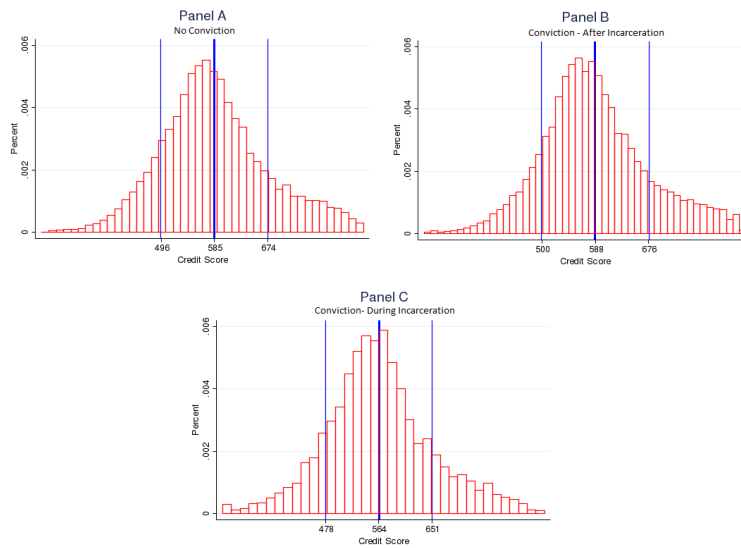 Panel A
No Conviction
Percent
.006
.004
.002
0
496
585
674
Credit Score
Panel B
Conviction - After Incarceration
Percent
.006
.004
.002
0
500
588
676
Credit Score
Panel C
Conviction- During Incarceration
Percent
.006
.004
.002
0
478
564
651
Credit Score